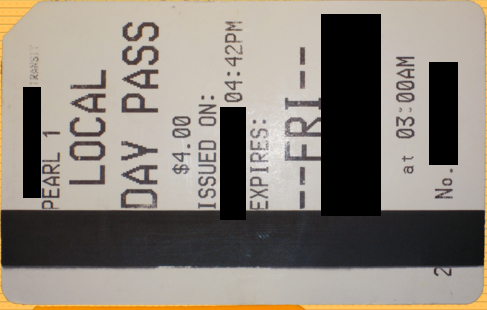 TRANSIT
PEARL 1
LOCAL
DAY PASS
$4.00
ISSUED ON:
04:42PM
EXPIRES:
--FRI--
at 03:00AM
2 No.